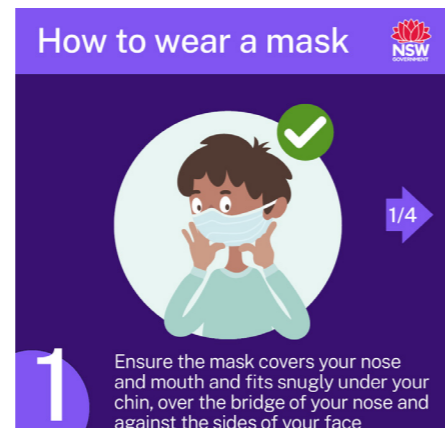 How to wear a mask
NSW
GOVERNMENT
1/4
1
Ensure the mask covers your nose
and mouth and fits snugly under your
chin, over the bridge of your nose and
against the sides of your face